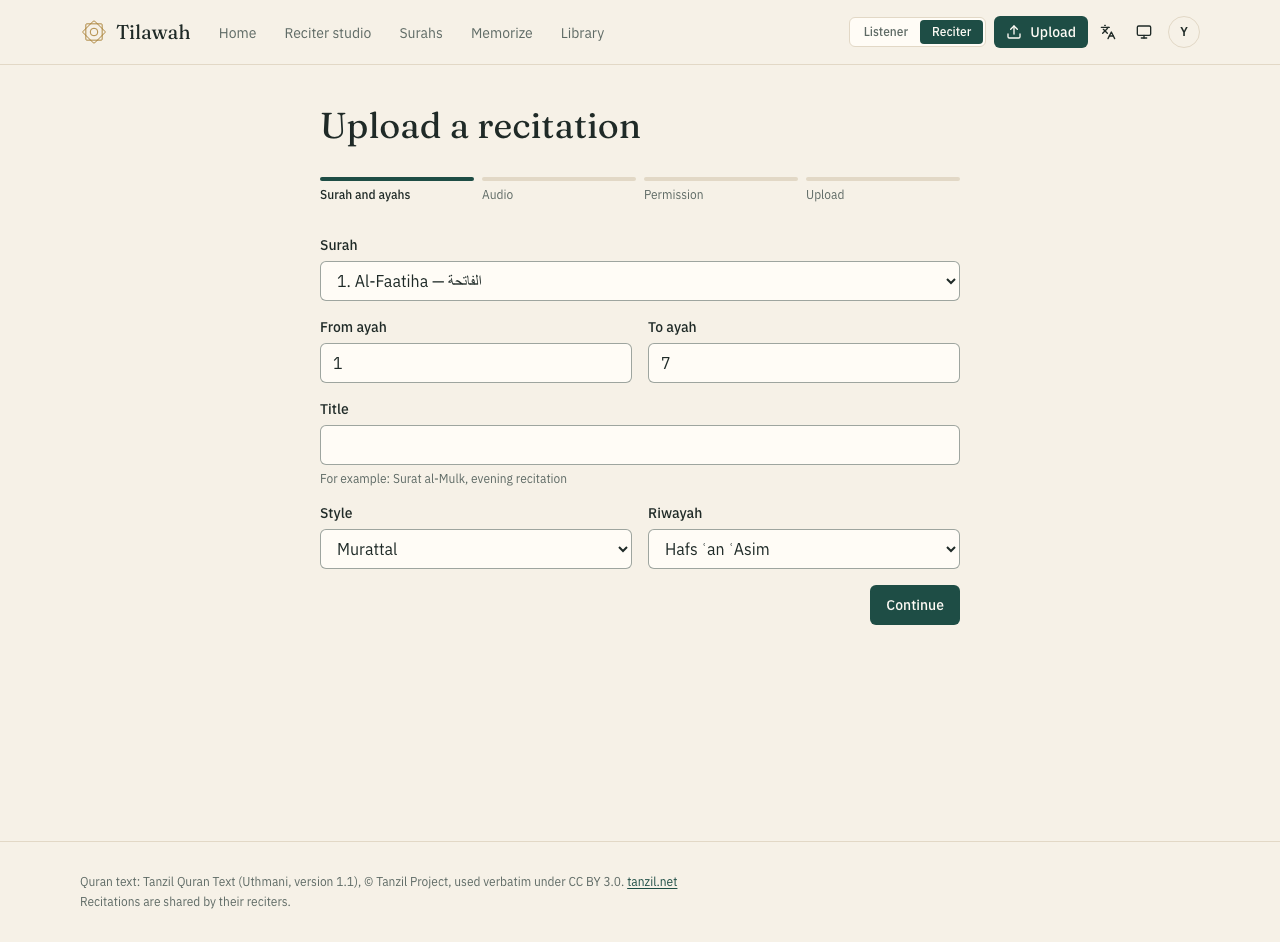 Tilawah Home Reciter studio Surahs Memorize Library Listener Reciter Upload Y
Upload a recitation
Surah and ayahs Audio Permission Upload
Surah
1. Al-Faatiha — الفاتحة
From ayah To ayah
1 7
Title
For example: Surat al-Mulk, evening recitation
Style Riwayah
Murattal Hafs ʿan ʿAsim
Continue
Quran text: Tanzil Quran Text (Uthmani, version 1.1), © Tanzil Project, used verbatim under CC BY 3.0. tanzil.net
Recitations are shared by their reciters.